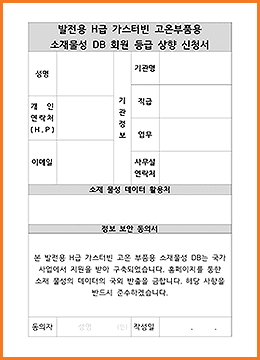 발전용 H급 가스터빈 고온부품용
소재물성 DB 회원 등급 상향 신청서
성명
기관명
개 인
연락처
(H.P)
기
관
정
보
직급
업무
이메일
사무실
연락처
소재 물성 데이터 활용처
정보 보안 동의서
본 발전용 H급 가스터빈 고온 부품용 소재물성 DB는 국가
사업에서 지원을 받아 구축되었습니다. 홈페이지를 통한
소재 물성의 데이터의 국외 반출을 금합니다. 해당 사항을
반드시 준수하겠습니다.
동의자 성명 (인) 작성일 . .